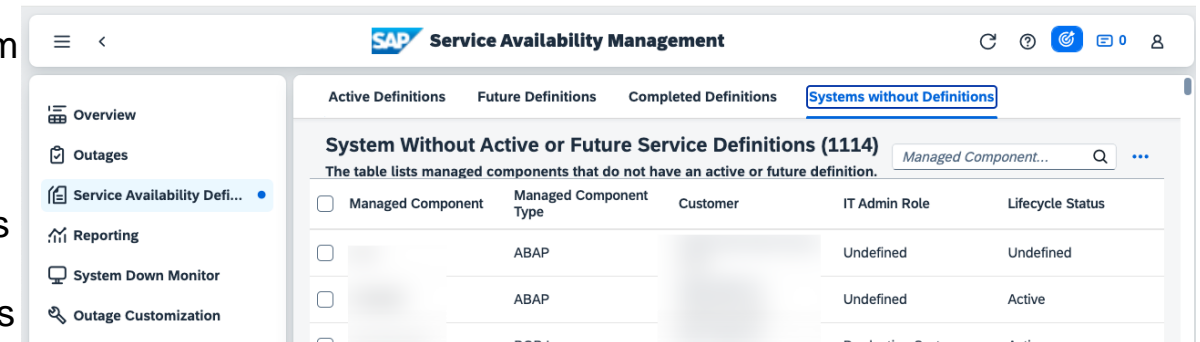 SAP Service Availability Management
0
Overview
Outages
Service Availability Defi...
Reporting
System Down Monitor
Outage Customization
Active Definitions Future Definitions Completed Definitions Systems without Definitions
System Without Active or Future Service Definitions (1114)
Managed Component...
The table lists managed components that do not have an active or future definition.
Managed Component Managed Component Type Customer IT Admin Role Lifecycle Status
ABAP Undefined Undefined
ABAP Undefined Active